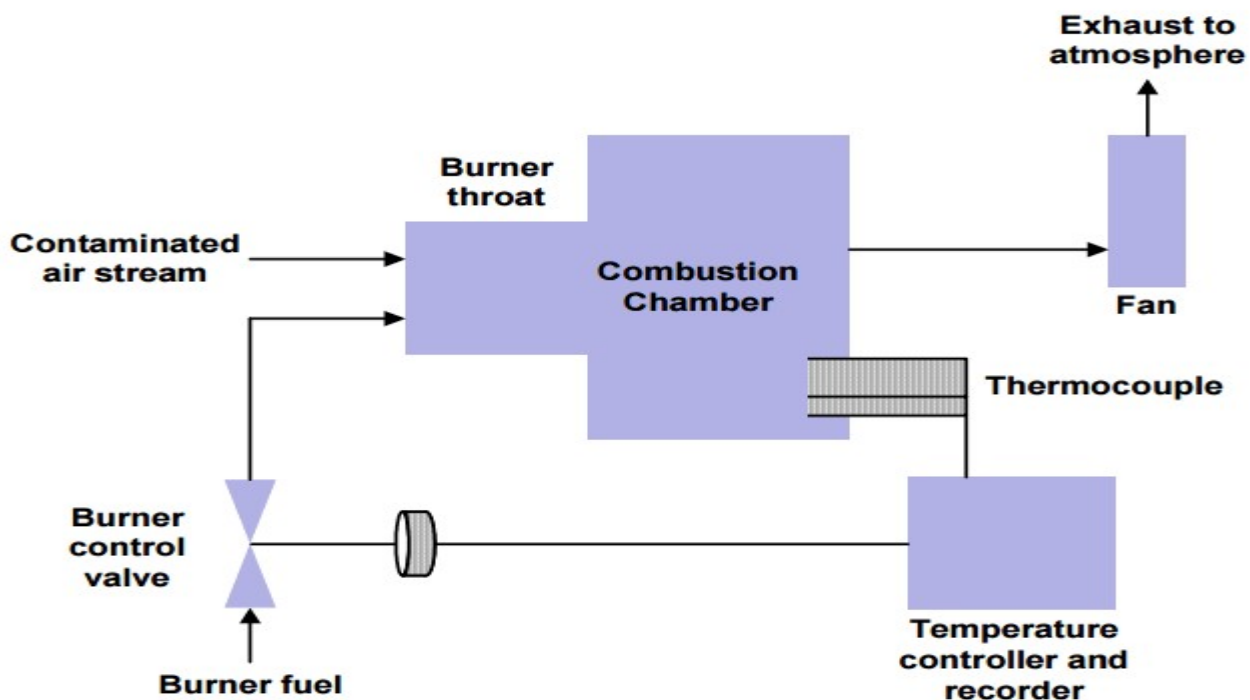 Exhaust to
atmosphere
Burner
throat
Contaminated
air stream
Combustion
Chamber
Fan
Thermocouple
Burner
control
valve
Temperature
controller and
recorder
Burner fuel